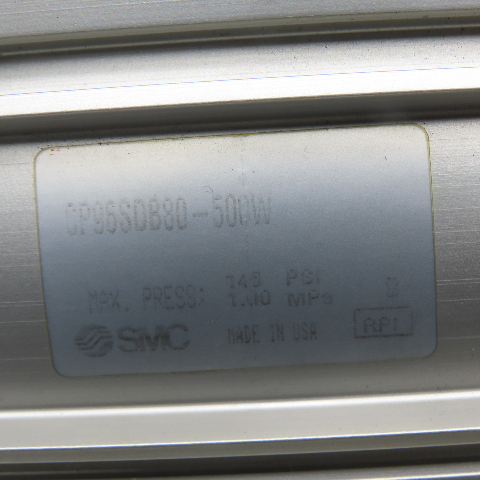 CP96SDB80-500W
MAX. PRESS: 145 PSI
1.00 MPa
SMC MADE IN USA RPI